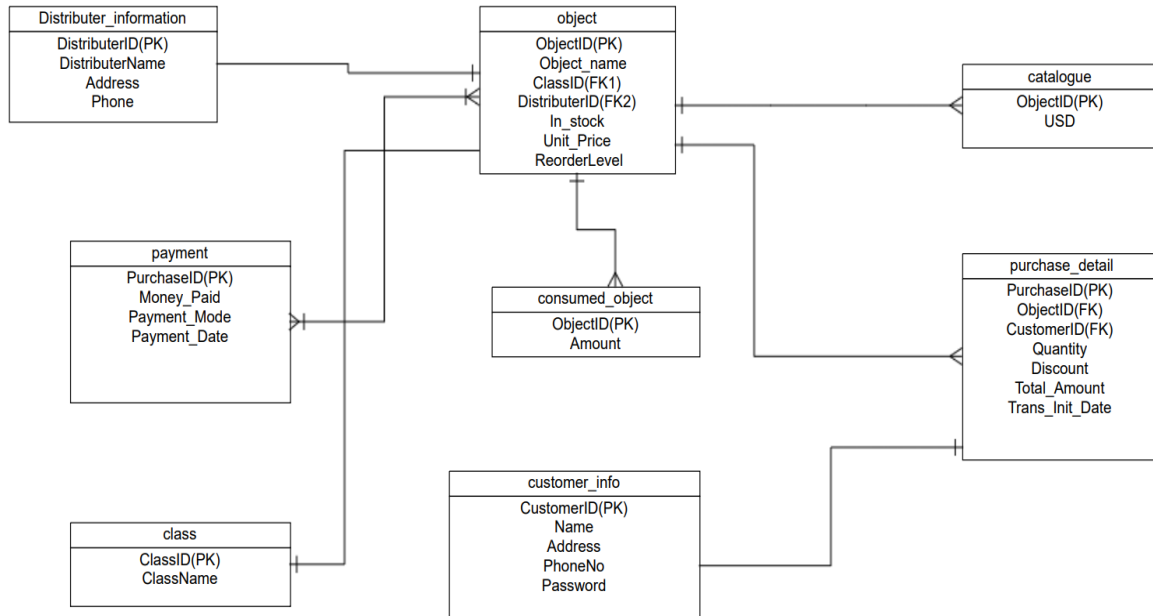 Distributer_information
DistributerID(PK)
DistributerName
Address
Phone
object
ObjectID(PK)
Object_name
ClassID(FK1)
DistributerID(FK2)
In_stock
Unit_Price
ReorderLevel
catalogue
ObjectID(PK)
USD
payment
PurchaseID(PK)
Money_Paid
Payment_Mode
Payment_Date
consumed_object
ObjectID(PK)
Amount
purchase_detail
PurchaseID(PK)
ObjectID(FK)
CustomerID(FK)
Quantity
Discount
Total_Amount
Trans_Init_Date
class
ClassID(PK)
ClassName
customer_info
CustomerID(PK)
Name
Address
PhoneNo
Password